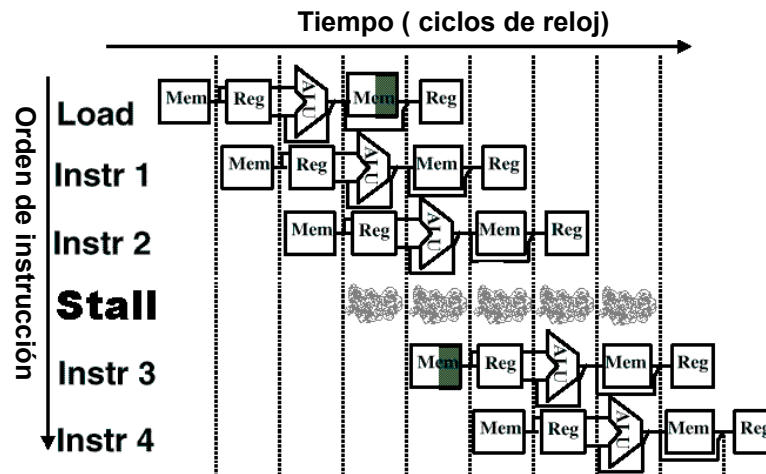 Tiempo ( ciclos de reloj)
Orden de instrucción
Load
Mem Reg ALU Mem Reg
Instr 1
Mem Reg ALU Mem Reg
Instr 2
Mem Reg ALU Mem Reg
Stall
Instr 3
Mem Reg ALU Mem Reg
Instr 4
Mem Reg ALU Mem Reg